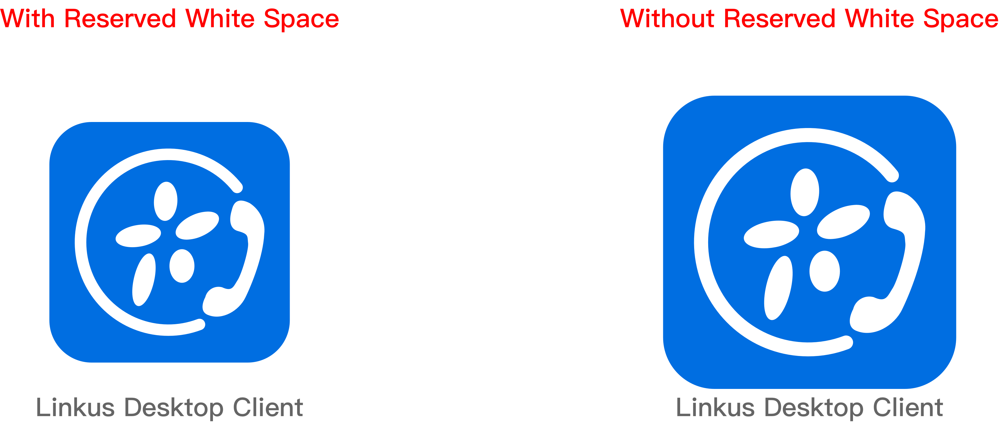 With Reserved White Space
Without Reserved White Space
Linkus Desktop Client
Linkus Desktop Client